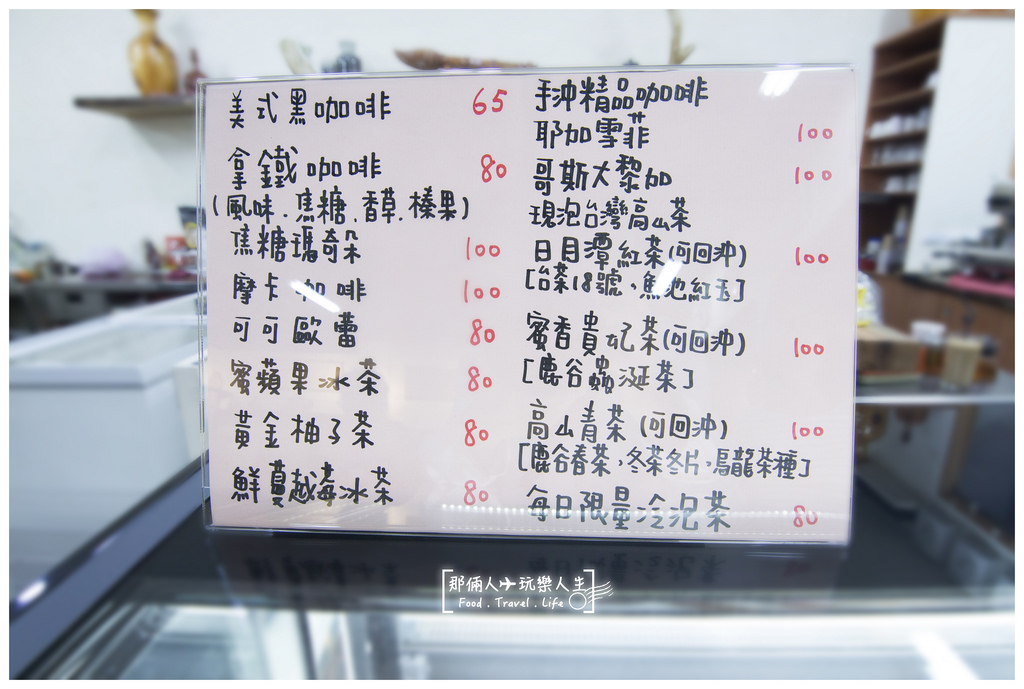 美式黑咖啡 65
拿鐵咖啡 80
(風味.焦糖.香草.榛果)
焦糖瑪奇朵 100
摩卡咖啡 100
可可歐蕾 80
蜜蘋果冰茶 80
黃金柚子茶 80
鮮蔓越莓冰茶 80
手沖精品咖啡
耶加雪菲 100
哥斯大黎加 100
現泡台灣高山茶
日月潭紅茶(可回沖) 100
[台茶18號,魚池紅玉]
蜜香貴妃茶(可回沖) 100
[鹿谷蟲涎茶]
高山青茶(可回沖) 100
[鹿谷春茶,冬茶冬片,烏龍茶種]
每日限量冷泡茶 80
那倆人✈玩樂人生
Food . Travel . Life